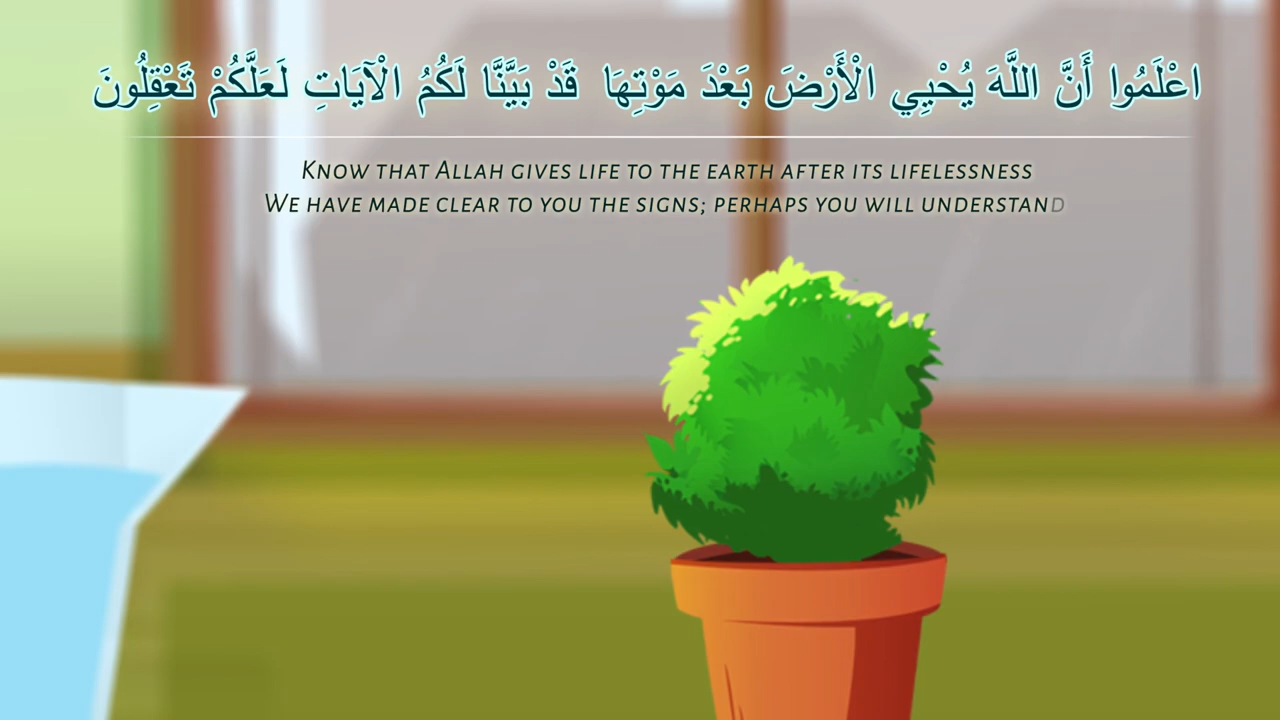 اعْلَمُوا أَنَّ اللَّهَ يُحْيِي الْأَرْضَ بَعْدَ مَوْتِهَا قَدْ بَيَّنَّا لَكُمُ الْآيَاتِ لَعَلَّكُمْ تَعْقِلُونَ
Know that Allah gives life to the earth after its lifelessness
We have made clear to you the signs; perhaps you will understand